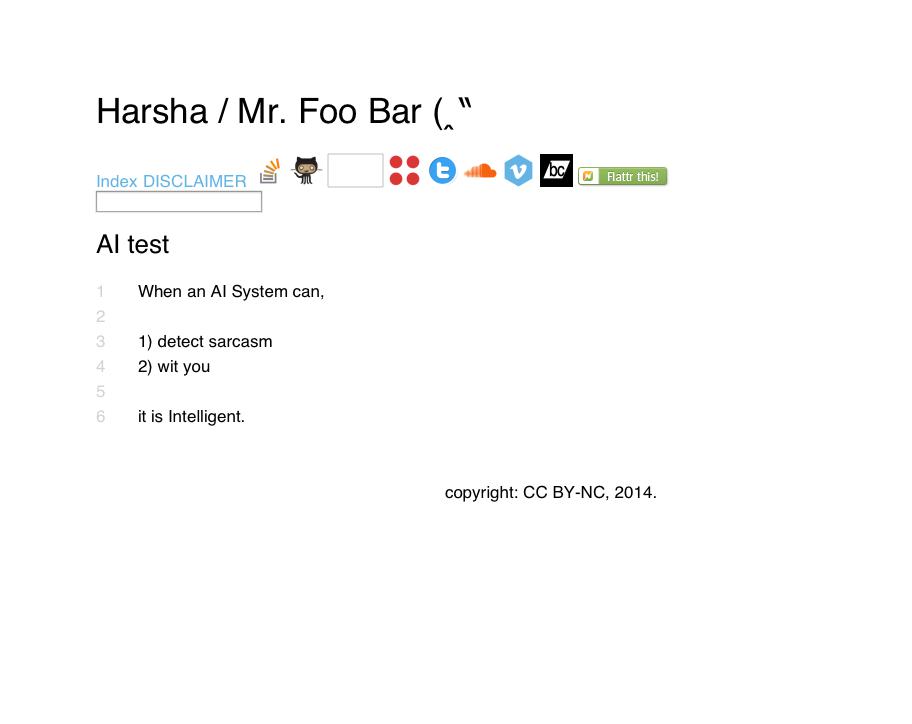 Harsha / Mr. Foo Bar (‸‶
Index DISCLAIMER
bc
Flattr this!
AI test
1 When an AI System can,
2
3 1) detect sarcasm
4 2) wit you
5
6 it is Intelligent.
copyright: CC BY-NC, 2014.